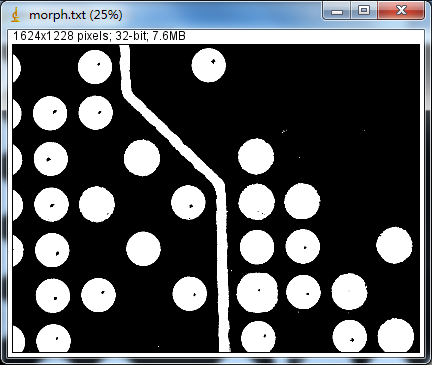 morph.txt (25%)
1624x1228 pixels; 32-bit; 7.6MB